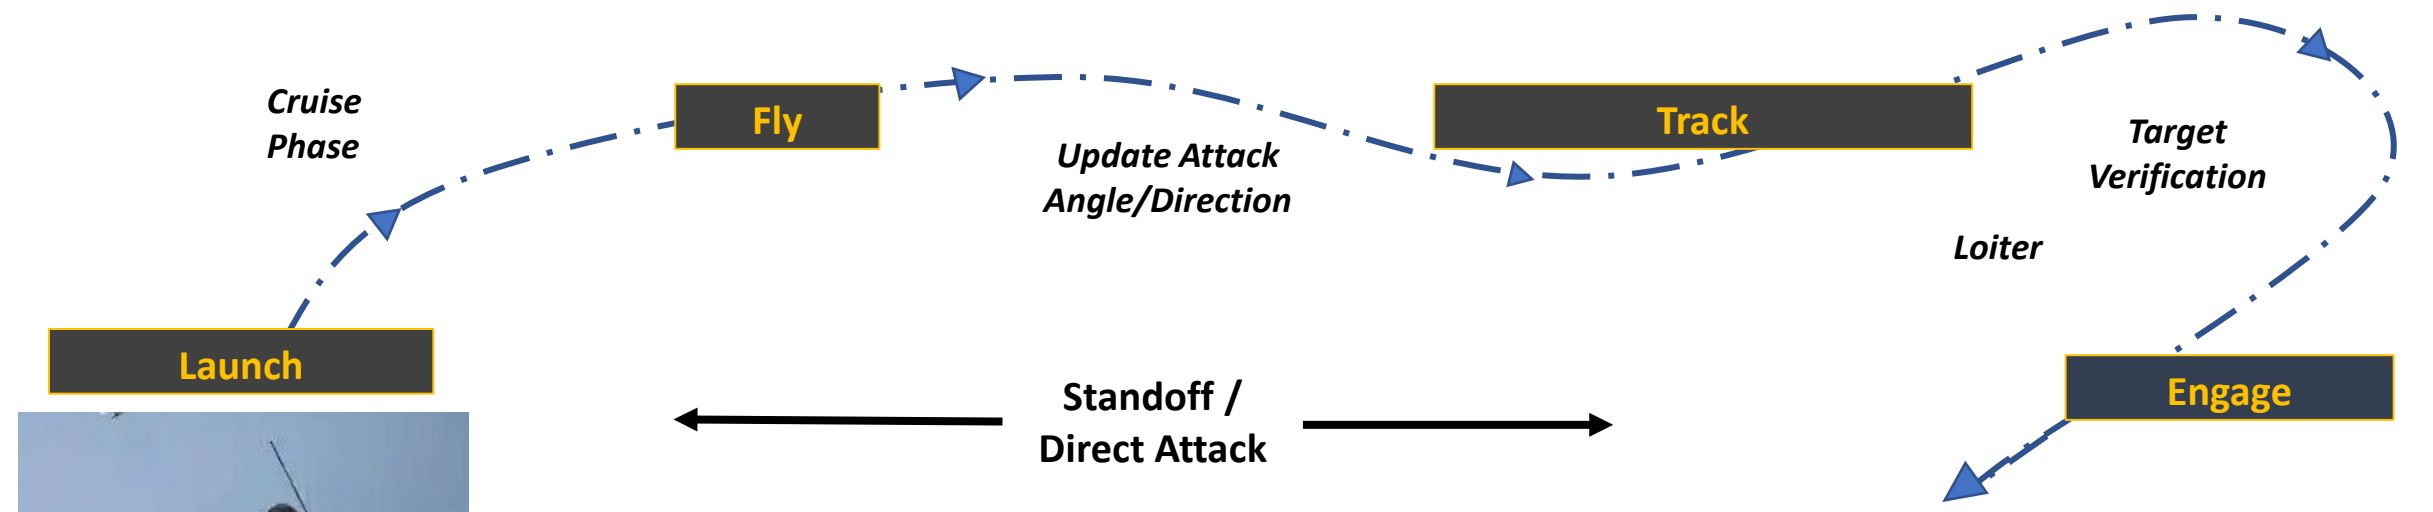 Cruise
Phase
Fly
Track
Update Attack
Angle/Direction
Target
Verification
Loiter
Launch
Standoff /
Direct Attack
Engage